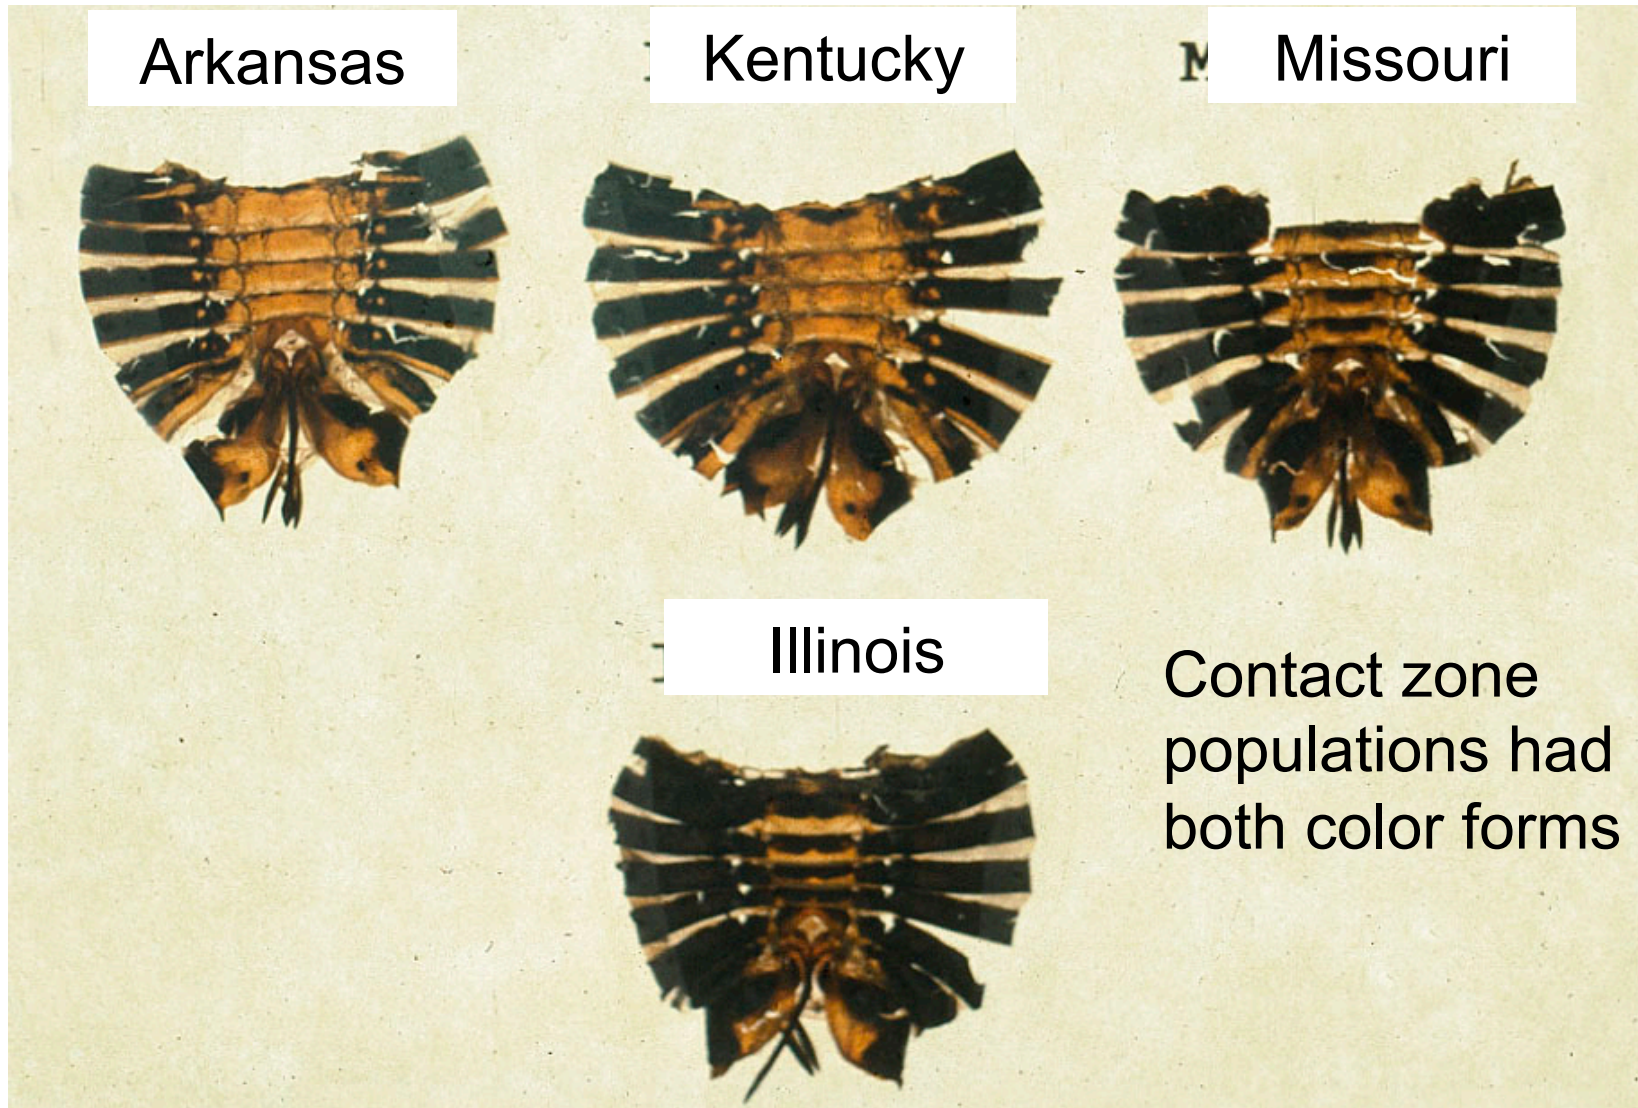 Arkansas
Kentucky
Missouri
Illinois
Contact zone
populations had
both color forms